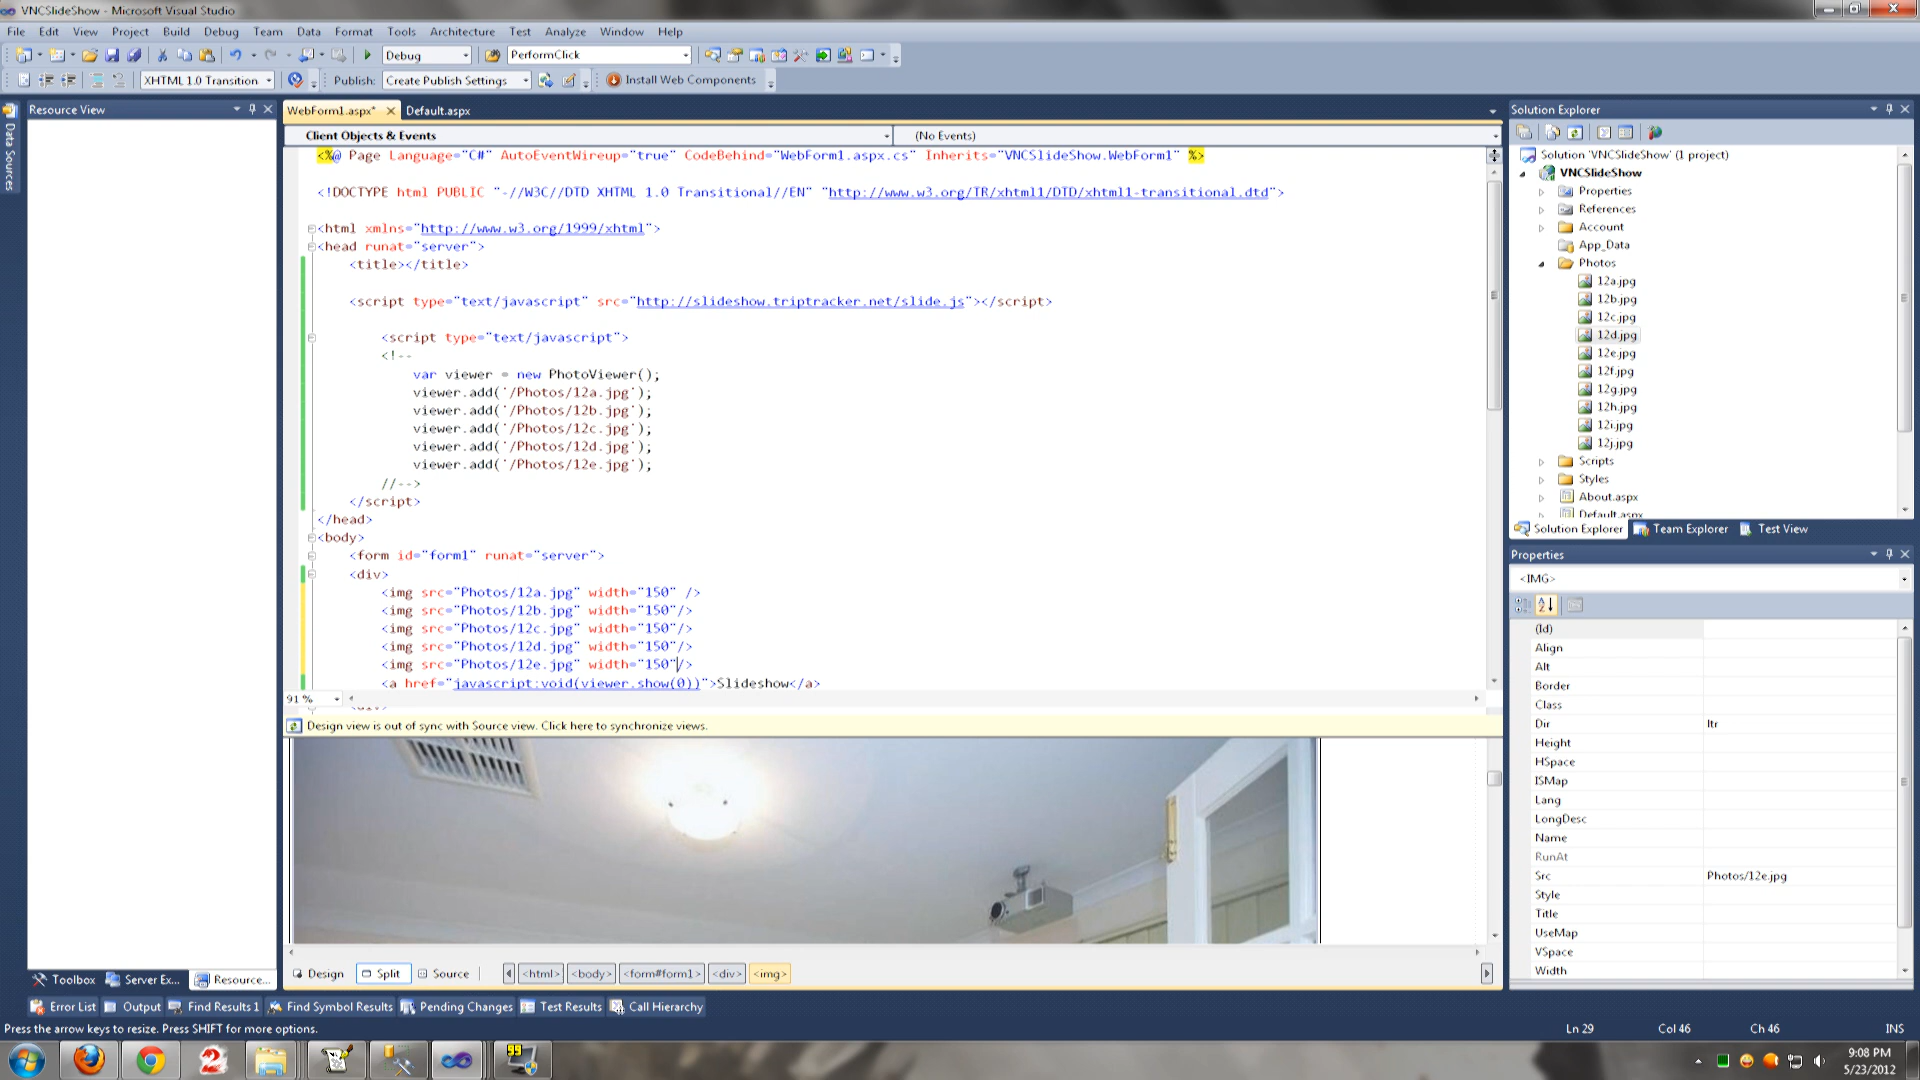 VNCSlideShow - Microsoft Visual Studio
File Edit View Project Build Debug Team Data Format Tools Architecture Test Analyze Window Help
Debug PerformClick
XHTML 1.0 Transition Publish: Create Publish Settings Install Web Components
Data Sources
Resource View
WebForm1.aspx* Default.aspx
Client Objects & Events (No Events)
<%@ Page Language="C#" AutoEventWireup="true" CodeBehind="WebForm1.aspx.cs" Inherits="VNCSlideShow.WebForm1" %>
<!DOCTYPE html PUBLIC "-//W3C//DTD XHTML 1.0 Transitional//EN" "http://www.w3.org/TR/xhtml1/DTD/xhtml1-transitional.dtd">
<html xmlns="http://www.w3.org/1999/xhtml">
<head runat="server">
<title></title>
<script type="text/javascript" src="http://slideshow.triptracker.net/slide.js"></script>
<script type="text/javascript">
<!--
var viewer = new PhotoViewer();
viewer.add('/Photos/12a.jpg');
viewer.add('/Photos/12b.jpg');
viewer.add('/Photos/12c.jpg');
viewer.add('/Photos/12d.jpg');
viewer.add('/Photos/12e.jpg');
//-->
</script>
</head>
<body>
<form id="form1" runat="server">
<div>
<img src="Photos/12a.jpg" width="150" />
<img src="Photos/12b.jpg" width="150"/>
<img src="Photos/12c.jpg" width="150"/>
<img src="Photos/12d.jpg" width="150"/>
<img src="Photos/12e.jpg" width="150"/>
<a href="javascript:void(viewer.show(0))">Slideshow</a>
91 %
Design view is out of sync with Source view. Click here to synchronize views.
Design Split Source <html> <body> <form#form1> <div> <img>
Solution Explorer
Solution 'VNCSlideShow' (1 project)
VNCSlideShow
Properties
References
Account
App_Data
Photos
12a.jpg
12b.jpg
12c.jpg
12d.jpg
12e.jpg
12f.jpg
12g.jpg
12h.jpg
12i.jpg
12j.jpg
Scripts
Styles
About.aspx
Default.aspx
Solution Explorer Team Explorer Test View
Properties
<IMG>
(Id)
Align
Alt
Border
Class
Dir ltr
Height
HSpace
ISMap
Lang
LongDesc
Name
RunAt
Src Photos/12e.jpg
Style
Title
UseMap
VSpace
Width
Toolbox Server Ex... Resource...
Error List Output Find Results 1 Find Symbol Results Pending Changes Test Results Call Hierarchy
Press the arrow keys to resize. Press SHIFT for more options. Ln 29 Col 46 Ch 46 INS
9:08 PM
5/23/2012